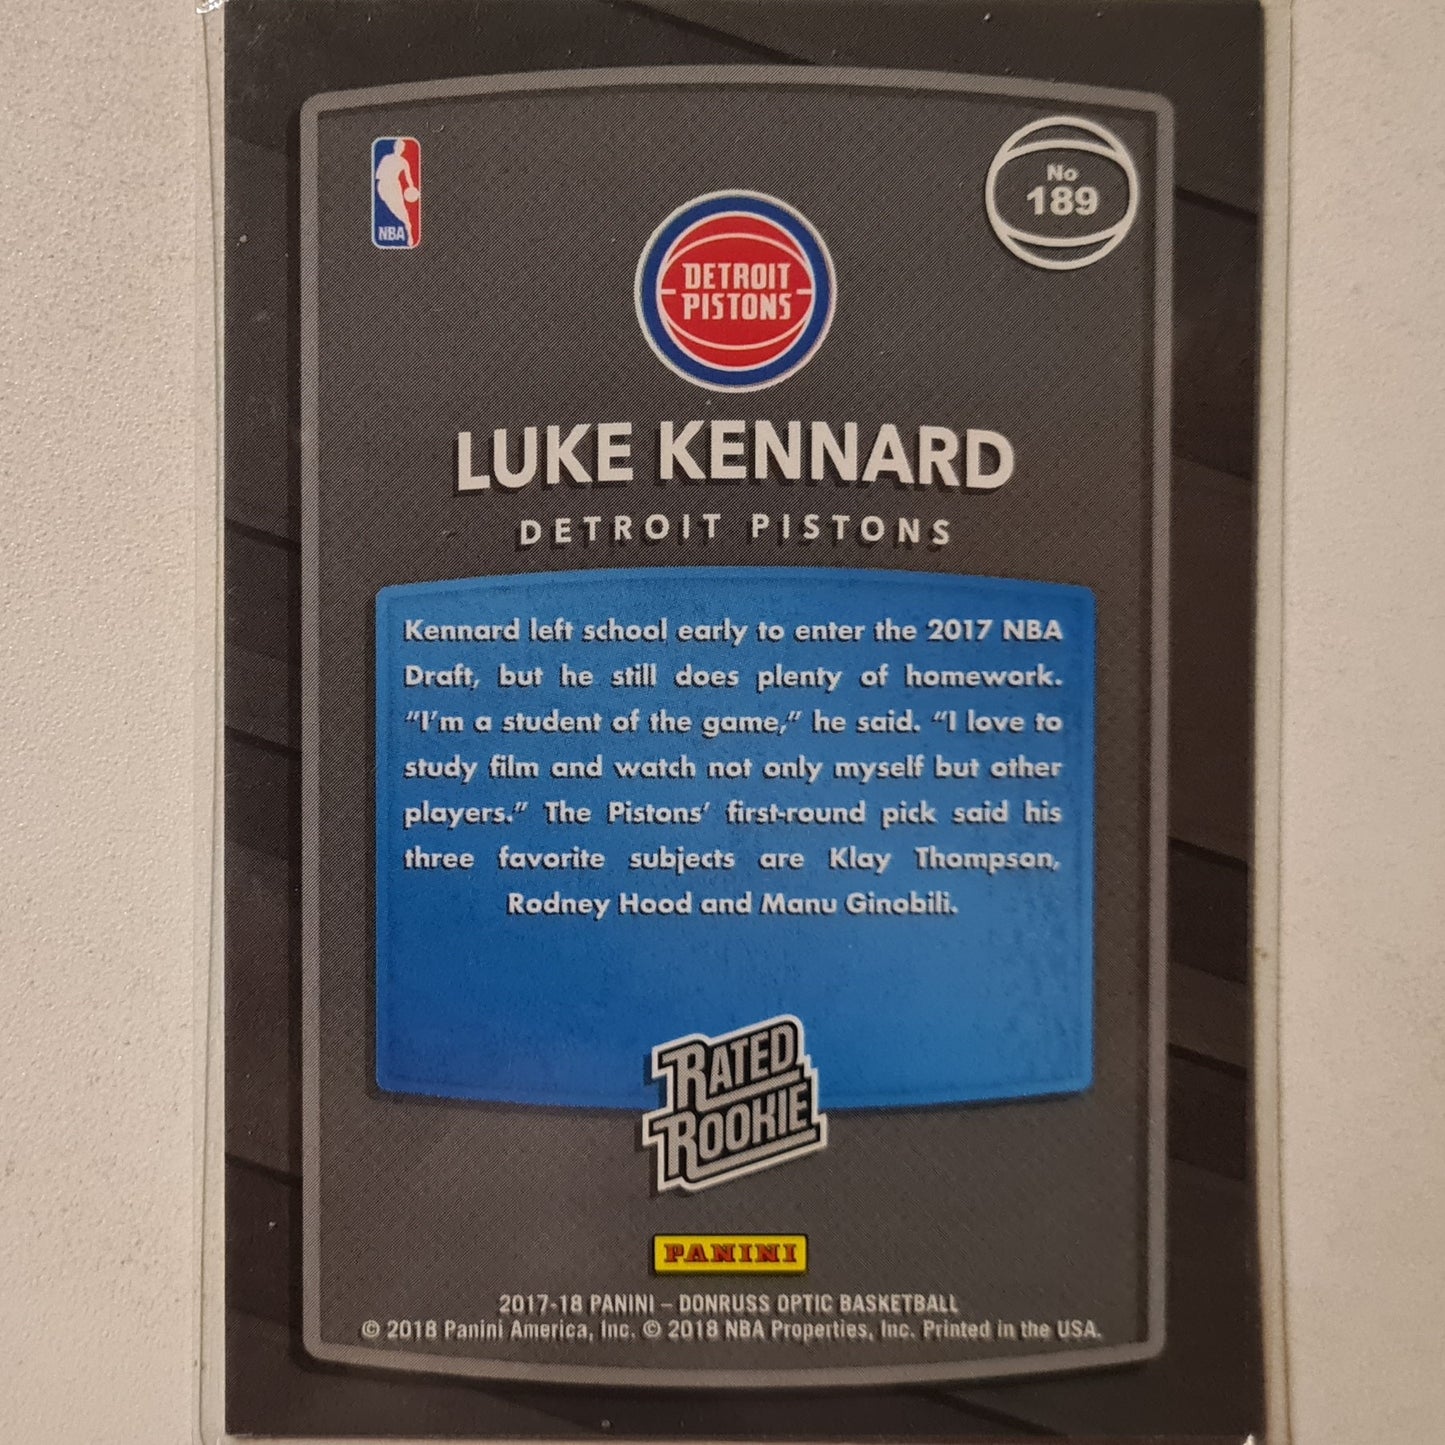 NBA
No
189
DETROIT
PISTONS
LUKE KENNARD
DETROIT PISTONS
Kennard left school early to enter the 2017 NBA
Draft, but he still does plenty of homework.
“I’m a student of the game,” he said. “I love to
study film and watch not only myself but other
players.” The Pistons’ first-round pick said his
three favorite subjects are Klay Thompson,
Rodney Hood and Manu Ginobili.
RATED
ROOKIE
PANINI
2017-18 PANINI – DONRUSS OPTIC BASKETBALL
© 2018 Panini America, Inc. © 2018 NBA Properties, Inc. Printed in the USA.